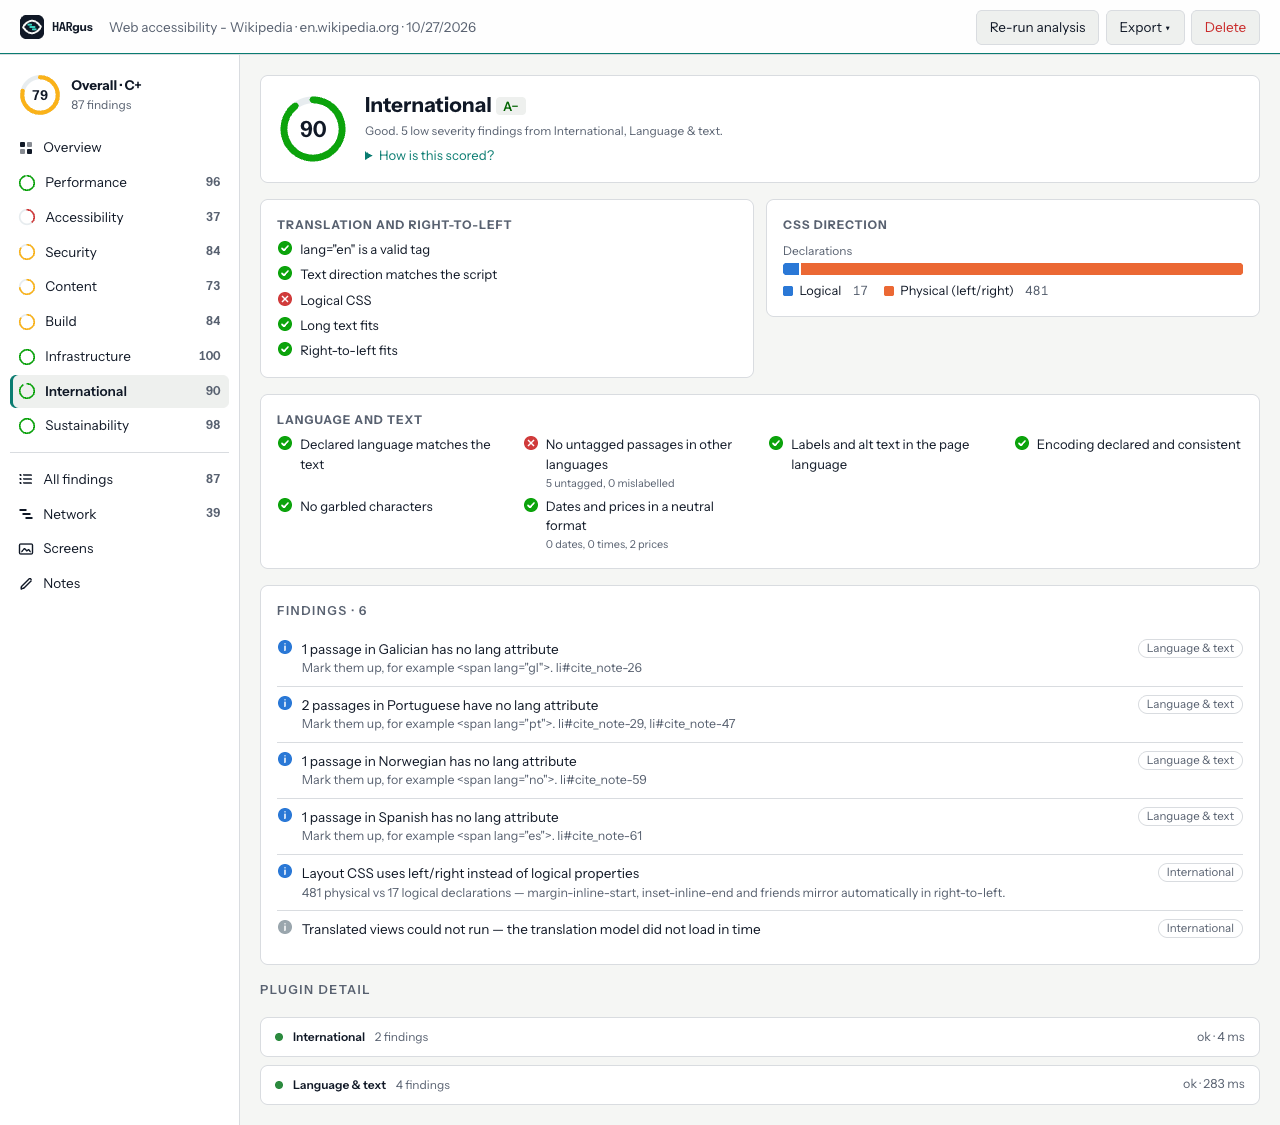 HARgus
Web accessibility - Wikipedia · en.wikipedia.org · 10/27/2026
Re-run analysis
Export ▾
Delete
79
Overall · C+
87 findings
Overview
Performance 96
Accessibility 37
Security 84
Content 73
Build 84
Infrastructure 100
International 90
Sustainability 98
All findings 87
Network 39
Screens
Notes
90
International A−
Good. 5 low severity findings from International, Language & text.
▶ How is this scored?
TRANSLATION AND RIGHT-TO-LEFT
lang="en" is a valid tag
Text direction matches the script
Logical CSS
Long text fits
Right-to-left fits
CSS DIRECTION
Declarations
Logical 17 Physical (left/right) 481
LANGUAGE AND TEXT
Declared language matches the
text
No untagged passages in other
languages
5 untagged, 0 mislabelled
Labels and alt text in the page
language
Encoding declared and consistent
No garbled characters
Dates and prices in a neutral
format
0 dates, 0 times, 2 prices
FINDINGS · 6
1 passage in Galician has no lang attribute
Language & text
Mark them up, for example <span lang="gl">. li#cite_note-26
2 passages in Portuguese have no lang attribute
Language & text
Mark them up, for example <span lang="pt">. li#cite_note-29, li#cite_note-47
1 passage in Norwegian has no lang attribute
Language & text
Mark them up, for example <span lang="no">. li#cite_note-59
1 passage in Spanish has no lang attribute
Language & text
Mark them up, for example <span lang="es">. li#cite_note-61
Layout CSS uses left/right instead of logical properties
International
481 physical vs 17 logical declarations — margin-inline-start, inset-inline-end and friends mirror automatically in right-to-left.
Translated views could not run — the translation model did not load in time
International
PLUGIN DETAIL
International 2 findings ok · 4 ms
Language & text 4 findings ok · 283 ms